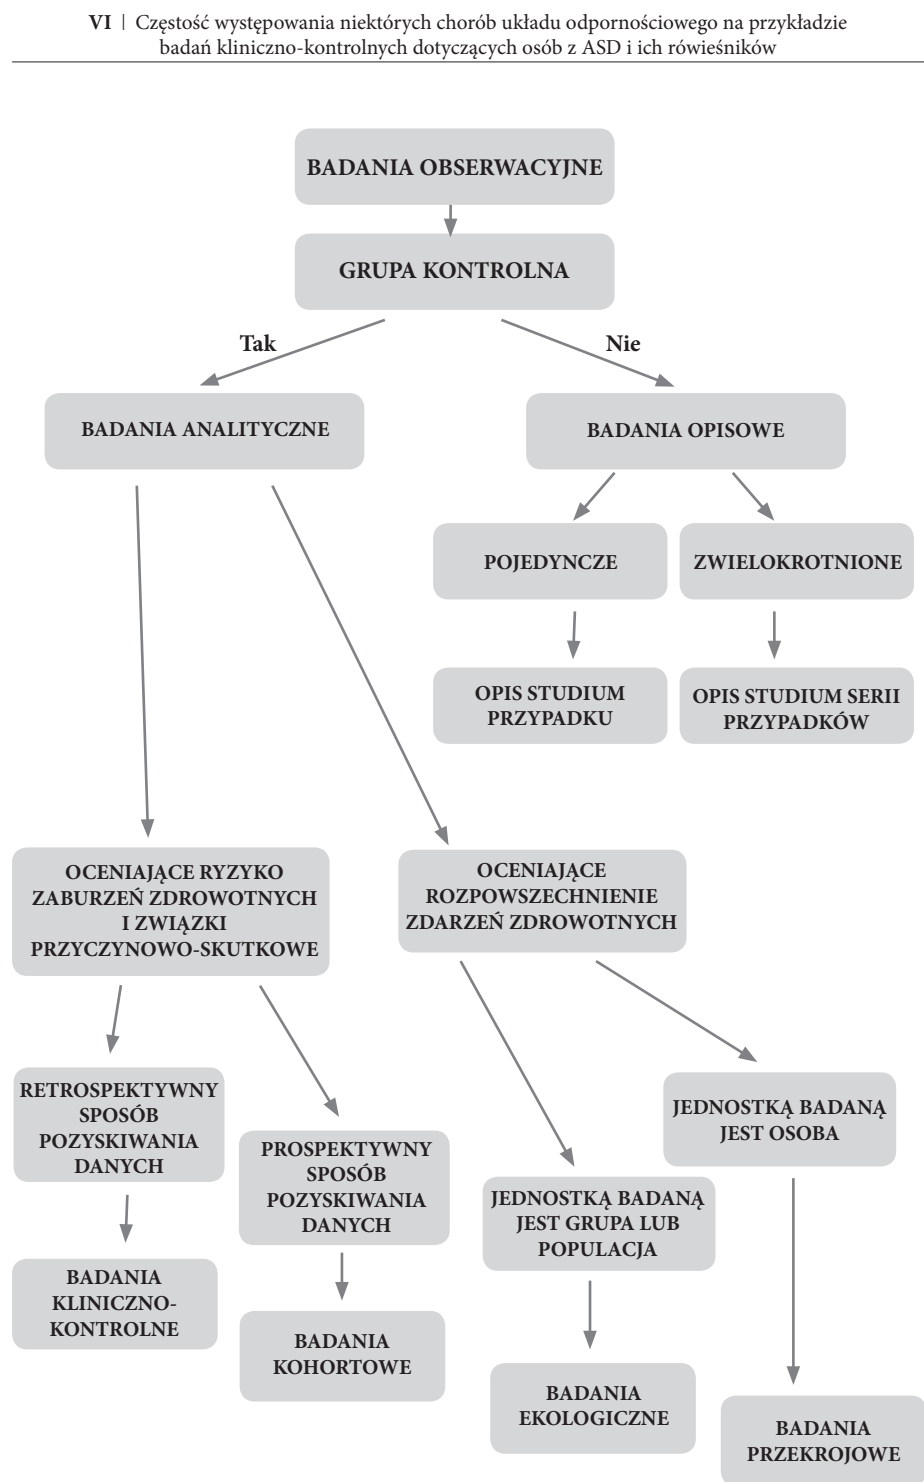 VI | Częstość występowania niektórych chorób układu odpornościowego na przykładzie
badań kliniczno-kontrolnych dotyczących osób z ASD i ich rówieśników
BADANIA OBSERWACYJNE
GRUPA KONTROLNA
Tak
Nie
BADANIA ANALITYCZNE
BADANIA OPISOWE
POJEDYNCZE
ZWIELOKROTNIONE
OPIS STUDIUM
PRZYPADKU
OPIS STUDIUM SERII
PRZYPADKÓW
OCENIAJĄCE RYZYKO
ZABURZEŃ ZDROWOTNYCH
I ZWIĄZKI
PRZYCZYNOWO-SKUTKOWE
OCENIAJĄCE
ROZPOWSZECHNIENIE
ZDARZEŃ ZDROWOTNYCH
RETROSPEKTYWNY
SPOSÓB
POZYSKIWANIA
DANYCH
PROSPEKTYWNY
SPOSÓB
POZYSKIWANIA
DANYCH
JEDNOSTKĄ BADANĄ
JEST GRUPA LUB
POPULACJA
JEDNOSTKĄ BADANĄ
JEST OSOBA
BADANIA
KLINICZNO-
KONTROLNE
BADANIA
KOHORTOWE
BADANIA
EKOLOGICZNE
BADANIA
PRZEKROJOWE